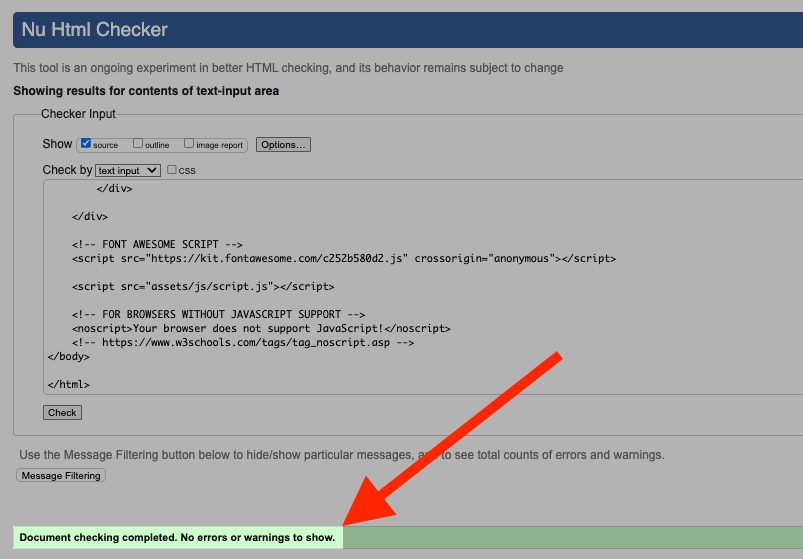 Nu Html Checker
This tool is an ongoing experiment in better HTML checking, and its behavior remains subject to change
Showing results for contents of text-input area
Checker Input
Show source outline image report Options...
Check by text input css
</div>
</div>
<!-- FONT AWESOME SCRIPT -->
<script src="https://kit.fontawesome.com/c252b580d2.js" crossorigin="anonymous"></script>
<script src="assets/js/script.js"></script>
<!-- FOR BROWSERS WITHOUT JAVASCRIPT SUPPORT -->
<noscript>Your browser does not support JavaScript!</noscript>
<!-- https://www.w3schools.com/tags/tag_noscript.asp -->
</body>
</html>
Check
Use the Message Filtering button below to hide/show particular messages, and to see total counts of errors and warnings.
Message Filtering
Document checking completed. No errors or warnings to show.